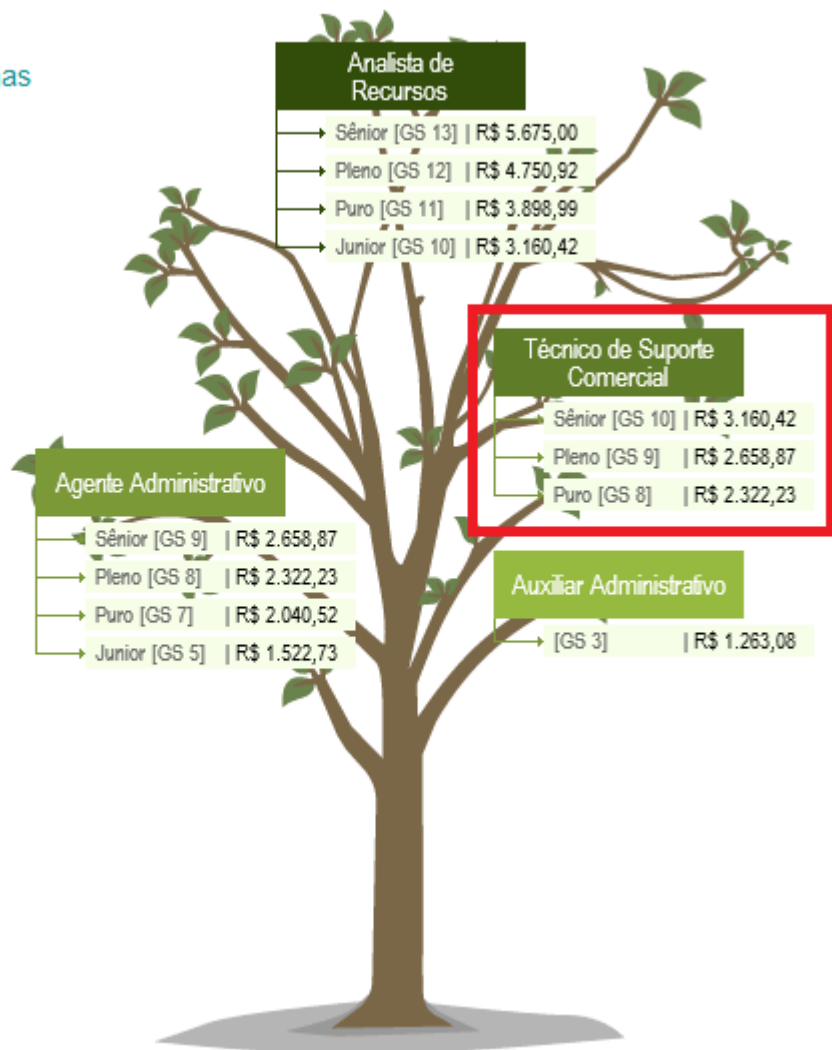 Analista de
Recursos
Sênior [GS 13] | R$ 5.675,00
Pleno [GS 12] | R$ 4.750,92
Puro [GS 11] | R$ 3.898,99
Junior [GS 10] | R$ 3.160,42
Técnico de Suporte
Comercial
Sênior [GS 10] | R$ 3.160,42
Pleno [GS 9] | R$ 2.658,87
Puro [GS 8] | R$ 2.322,23
Agente Administrativo
Sênior [GS 9] | R$ 2.658,87
Pleno [GS 8] | R$ 2.322,23
Puro [GS 7] | R$ 2.040,52
Junior [GS 5] | R$ 1.522,73
Auxiliar Administrativo
[GS 3] | R$ 1.263,08